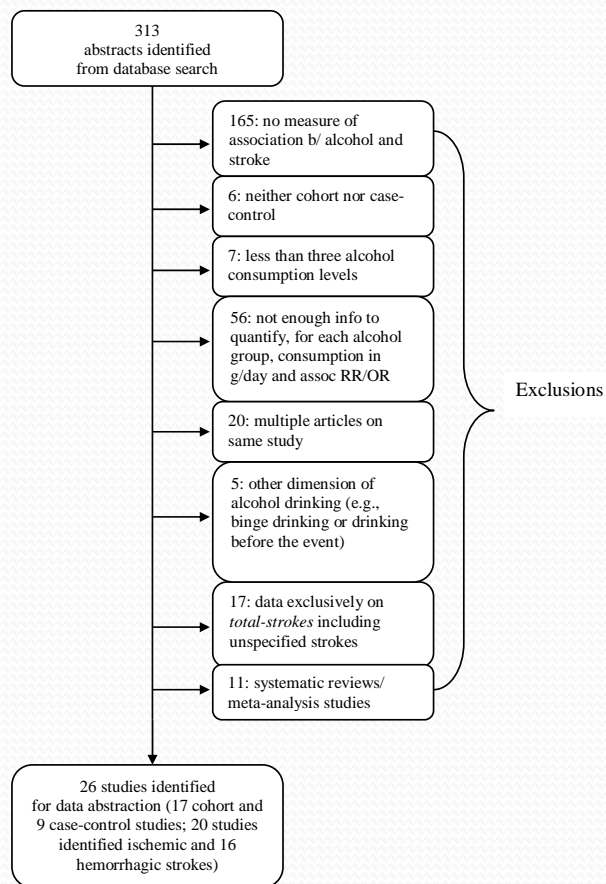 313
abstracts identified
from database search
165: no measure of
association b/ alcohol and
stroke
6: neither cohort nor case-
control
7: less than three alcohol
consumption levels
56: not enough info to
quantify, for each alcohol
group, consumption in
g/day and assoc RR/OR
20: multiple articles on
same study
5: other dimension of
alcohol drinking (e.g.,
binge drinking or drinking
before the event)
17: data exclusively on
total-strokes including
unspecified strokes
11: systematic reviews/
meta-analysis studies
Exclusions
26 studies identified
for data abstraction (17 cohort and
9 case-control studies; 20 studies
identified ischemic and 16
hemorrhagic strokes)